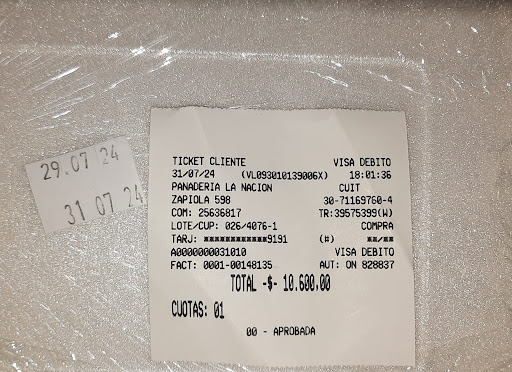 29.07 24
31 07 24
TICKET CLIENTE VISA DEBITO
31/07/24 (VL093010139006X) 18:01:36
PANADERIA LA NACION CUIT
ZAPIOLA 598 30-71169760-4
COM: 25636817 TR:39575399(W)
LOTE/CUP: 026/4076-1 COMPRA
TARJ: ************9191 (#) **/**
A0000000031010 VISA DEBITO
FACT: 0001-00148135 AUT: ON 828837
TOTAL -$- 10.600,00
CUOTAS: 01
00 - APROBADA